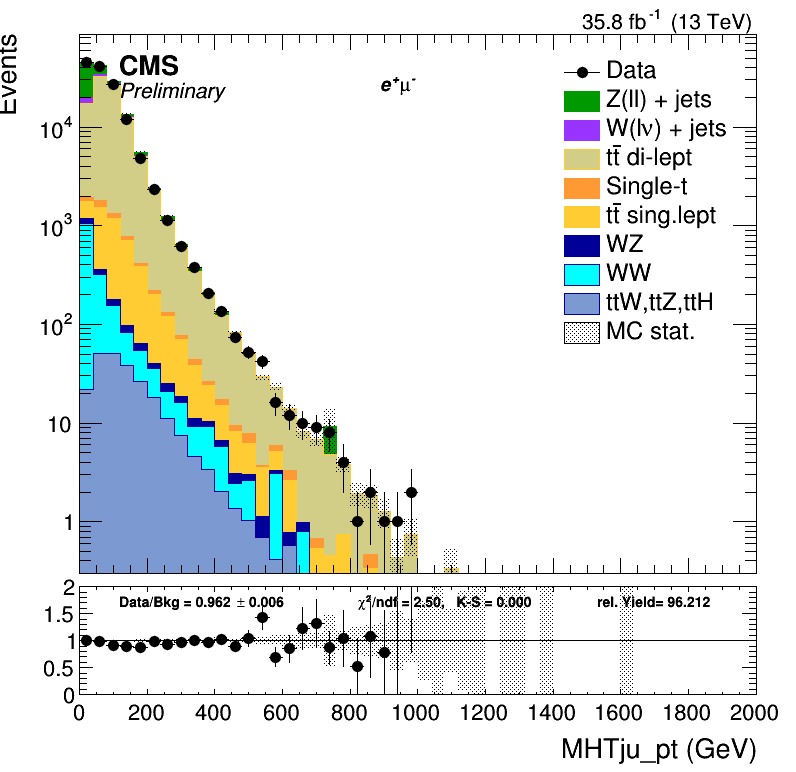 35.8 fb⁻¹ (13 TeV)
Events
CMS
Preliminary
e⁺μ⁻
Data
Z(ll) + jets
W(lν) + jets
tt̄ di-lept
Single-t
tt̄ sing.lept
WZ
WW
ttW,ttZ,ttH
MC stat.
10⁴
10³
10²
10
1
Data/Bkg = 0.962 ± 0.006
χ²/ndf = 2.50, K-S = 0.000
rel. Yield= 96.212
2
1.5
1
0.5
0
0 200 400 600 800 1000 1200 1400 1600 1800 2000
MHTju_pt (GeV)